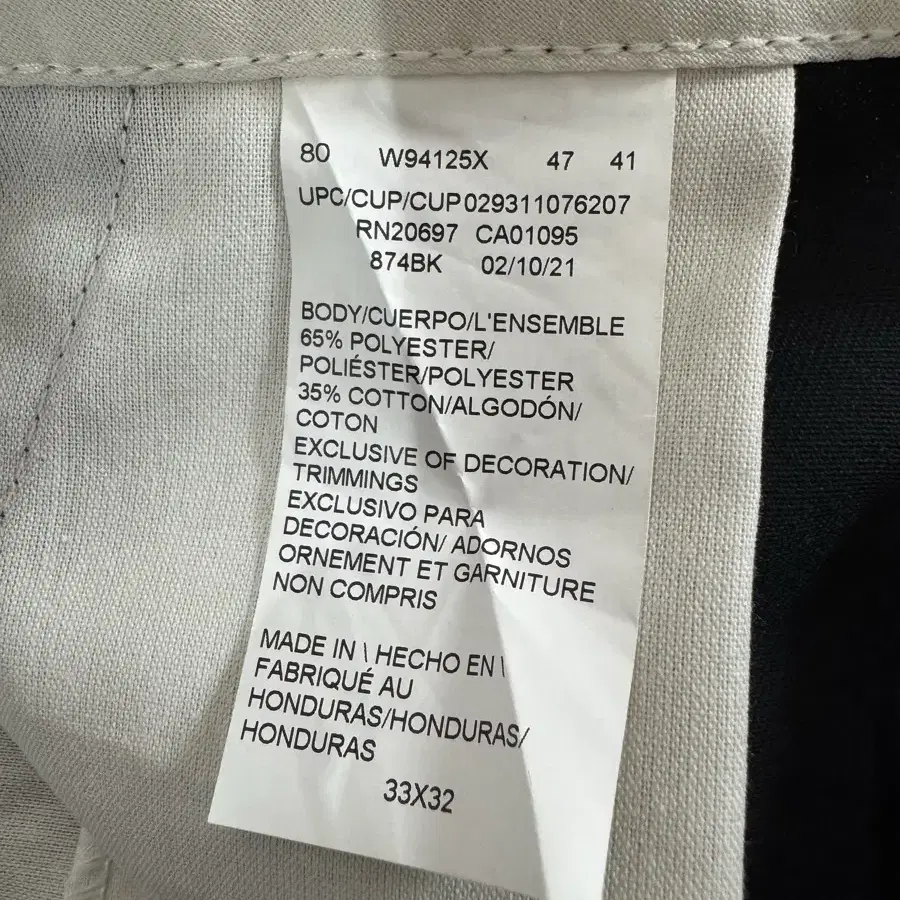 80 W94125X 47 41
UPC/CUP/CUP029311076207
RN20697 CA01095
874BK 02/10/21
BODY/CUERPO/L'ENSEMBLE
65% POLYESTER/
POLIÉSTER/POLYESTER
35% COTTON/ALGODÓN/
COTON
EXCLUSIVE OF DECORATION/
TRIMMINGS
EXCLUSIVO PARA
DECORACIÓN/ ADORNOS
ORNEMENT ET GARNITURE
NON COMPRIS
MADE IN \ HECHO EN \
FABRIQUÉ AU
HONDURAS/HONDURAS/
HONDURAS
33X32